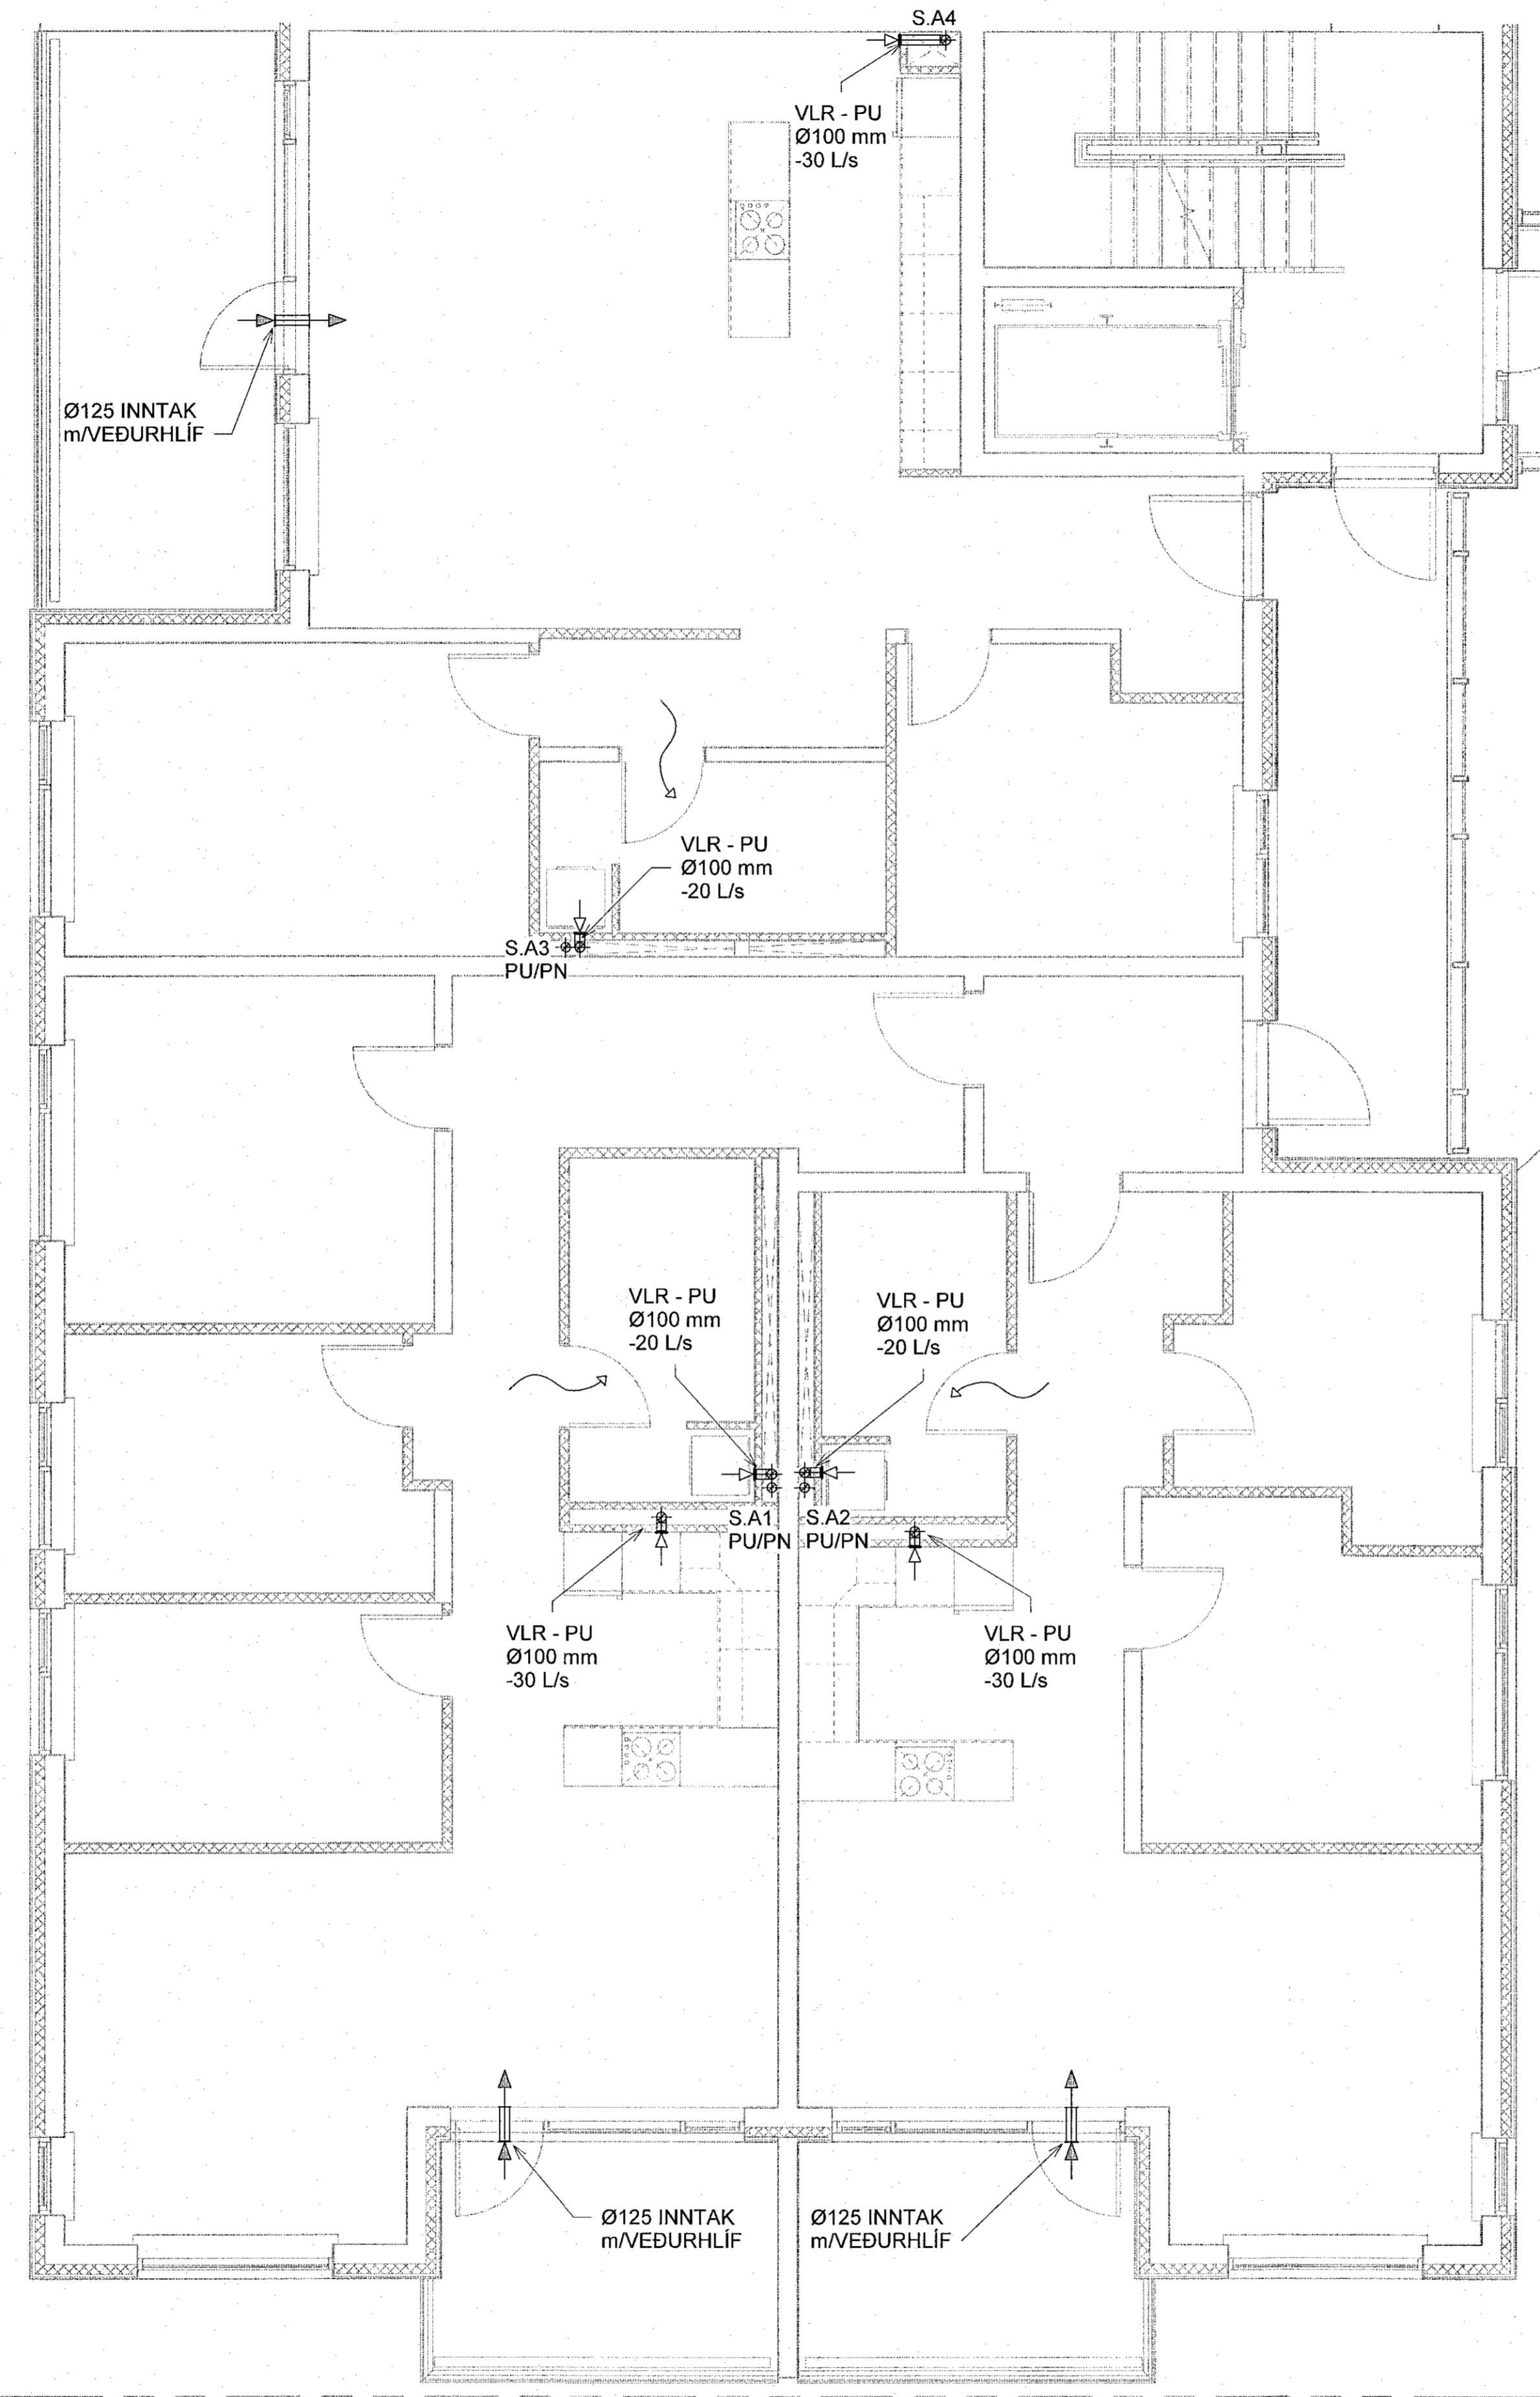 S.A4
VLR - PU
Ø100 mm
-30 L/s
Ø125 INNTAK
m/VEÐURHLÍF
VLR - PU
Ø100 mm
-20 L/s
S.A3
PU/PN
VLR - PU
Ø100 mm
-20 L/s
VLR - PU
Ø100 mm
-20 L/s
S.A1
PU/PN
S.A2
PU/PN
VLR - PU
Ø100 mm
-30 L/s
VLR - PU
Ø100 mm
-30 L/s
Ø125 INNTAK
m/VEÐURHLÍF
Ø125 INNTAK
m/VEÐURHLÍF